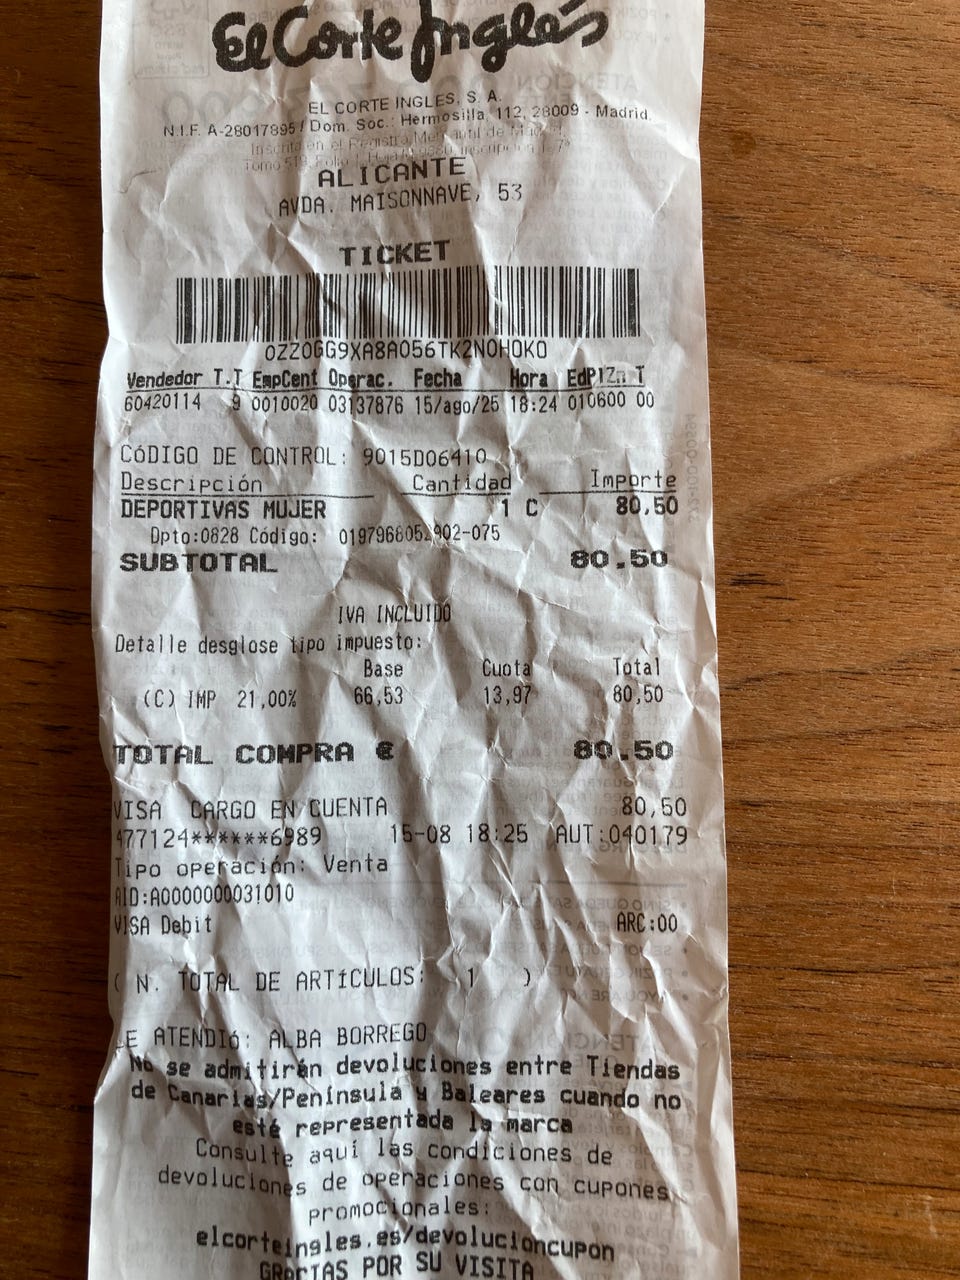 El Corte Inglés
EL CORTE INGLES, S. A.
N.I.F. A-28017895 / Dom. Soc.: Hermosilla, 112, 28009 - Madrid.
Inscrita en el Registro Mercantil de Madrid.
ALICANTE
AVDA. MAISONNAVE, 53
TICKET
0ZZ0GG9XA8A056TK2N0H0K0
Vendedor T.T EmpCent Operac. Fecha Hora EdPlZn T
60420114 9 0010020 03137876 15/ago/25 18:24 010600 00
CÓDIGO DE CONTROL: 9015D06410
Descripción Cantidad Importe
DEPORTIVAS MUJER 1 C 80,50
Dpto:0828 Código:
SUBTOTAL 80.50
IVA INCLUIDO
Detalle desglose tipo impuesto:
Base Cuota Total
(C) IMP 21,00% 66,53 13,97 80,50
TOTAL COMPRA € 80.50
VISA CARGO EN CUENTA 80,50
477124******6989 15-08 18:25 AUT:040179
Tipo operación: Venta
AID:A0000000031010
VISA Debit ARC:00
( N. TOTAL DE ARTíCULOS: 1 )
LE ATENDIó: ALBA BORREGO
No se admitirán devoluciones entre Tiendas
de Canarias/Península y Baleares cuando no
esté representada la marca
Consulte aquí las condiciones de
devoluciones de operaciones con cupones
promocionales:
elcorteingles.es/devolucioncupon
GRACIAS POR SU VISITA